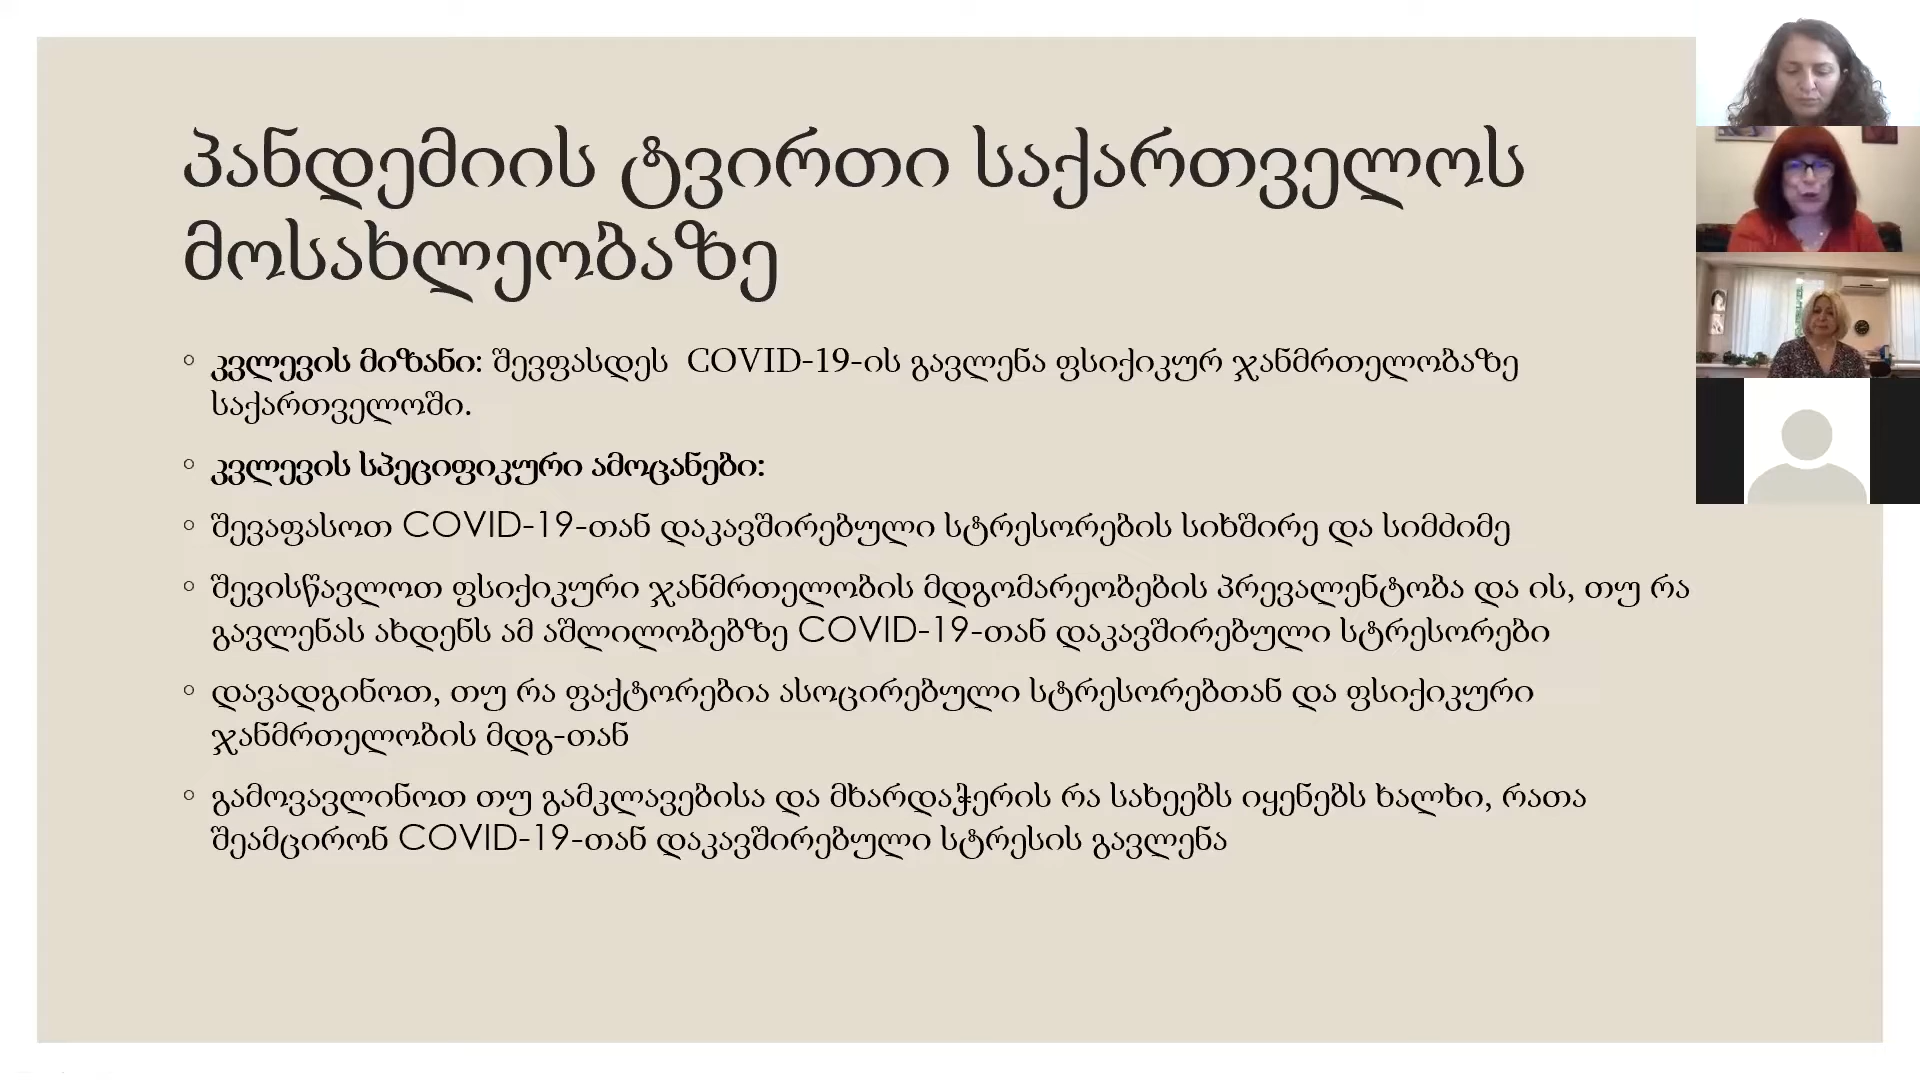 პანდემიის ტვირთი საქართველოს
მოსახლეობაზე
◦ კვლევის მიზანი: შევფასდეს COVID-19-ის გავლენა ფსიქიკურ ჯანმრთელობაზე
საქართველოში.
◦ კვლევის სპეციფიკური ამოცანები:
◦ შევაფასოთ COVID-19-თან დაკავშირებული სტრესორების სიხშირე და სიმძიმე
◦ შევისწავლოთ ფსიქიკური ჯანმრთელობის მდგომარეობების პრევალენტობა და ის, თუ რა
გავლენას ახდენს ამ აშლილობებზე COVID-19-თან დაკავშირებული სტრესორები
◦ დავადგინოთ, თუ რა ფაქტორებია ასოცირებული სტრესორებთან და ფსიქიკური
ჯანმრთელობის მდგ-თან
◦ გამოვავლინოთ თუ გამკლავებისა და მხარდაჭერის რა სახეებს იყენებს ხალხი, რათა
შეამცირონ COVID-19-თან დაკავშირებული სტრესის გავლენა